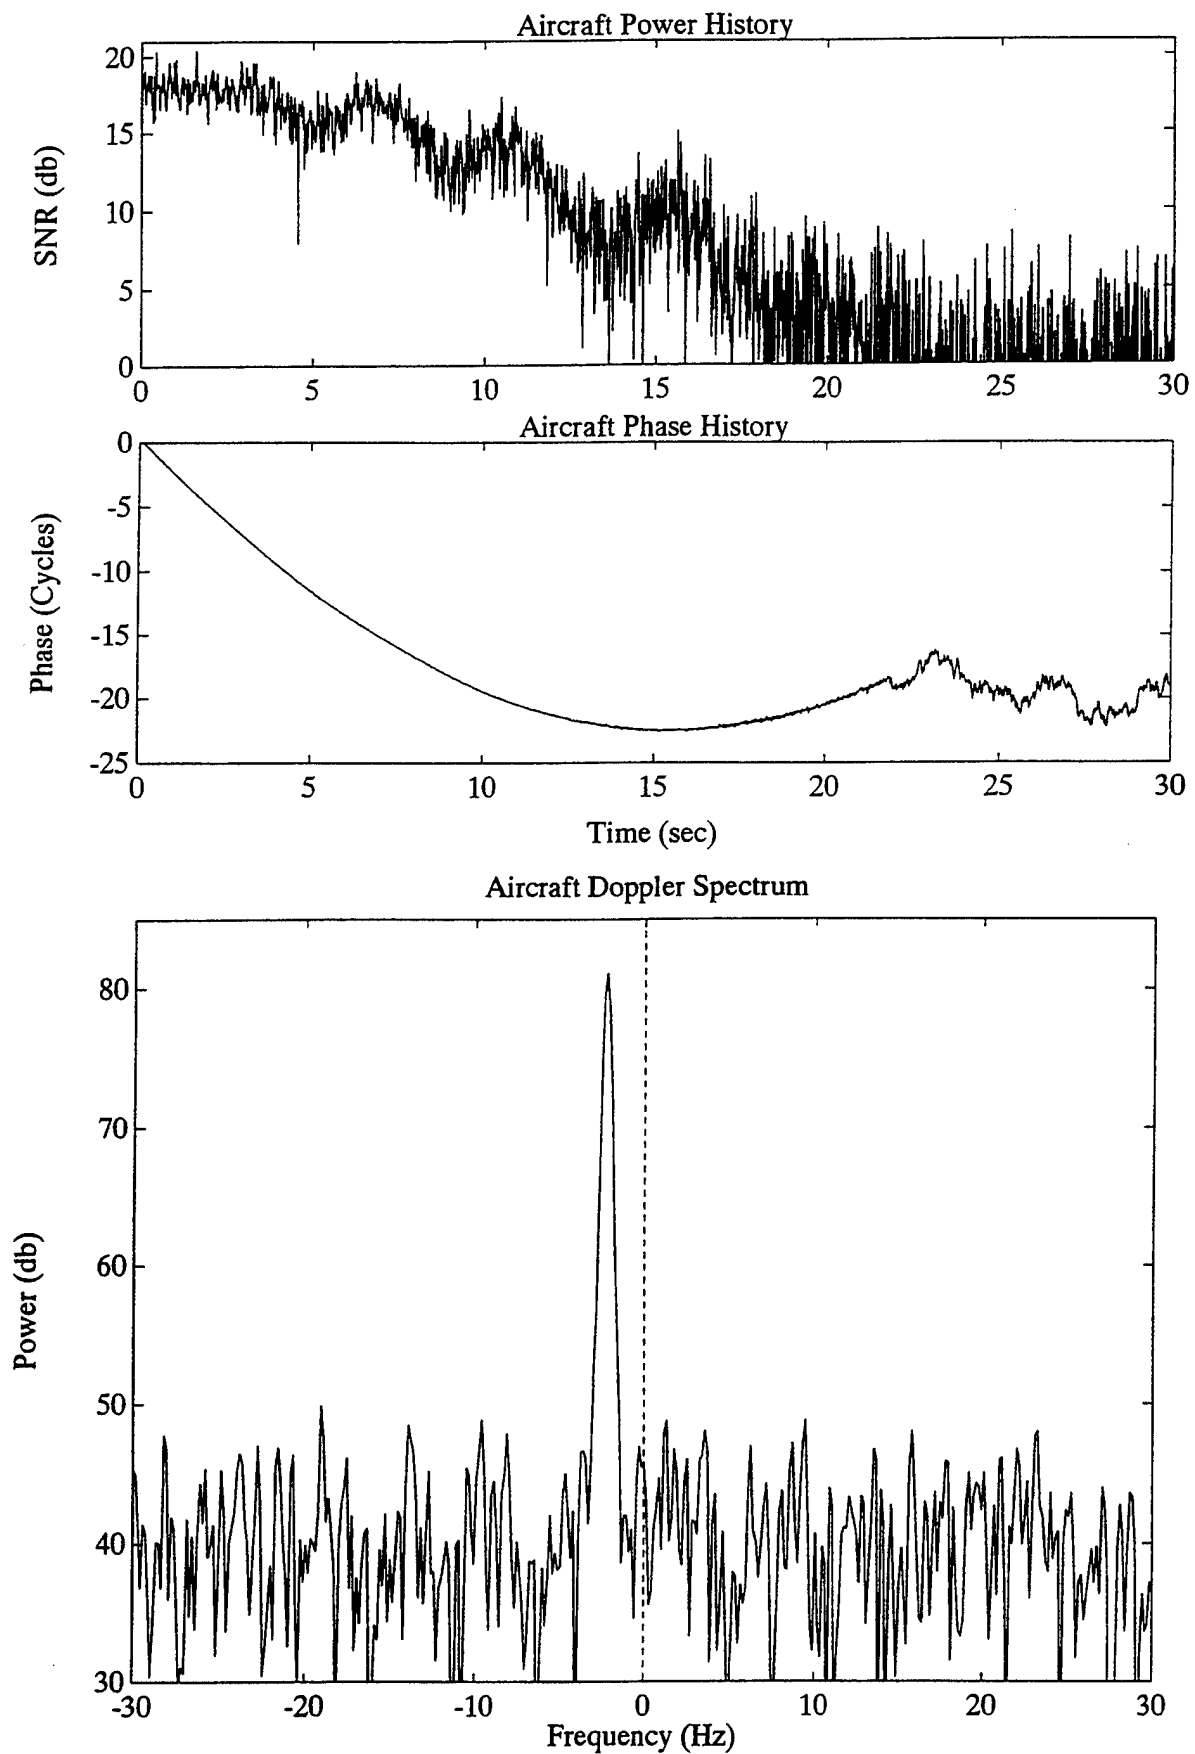 Aircraft Power History
20
15
10
5
0
SNR (db)
0 5 10 15 20 25 30
Aircraft Phase History
0
-5
-10
-15
-20
-25
Phase (Cycles)
0 5 10 15 20 25 30
Time (sec)
Aircraft Doppler Spectrum
80
70
60
50
40
30
Power (db)
-30 -20 -10 0 10 20 30
Frequency (Hz)